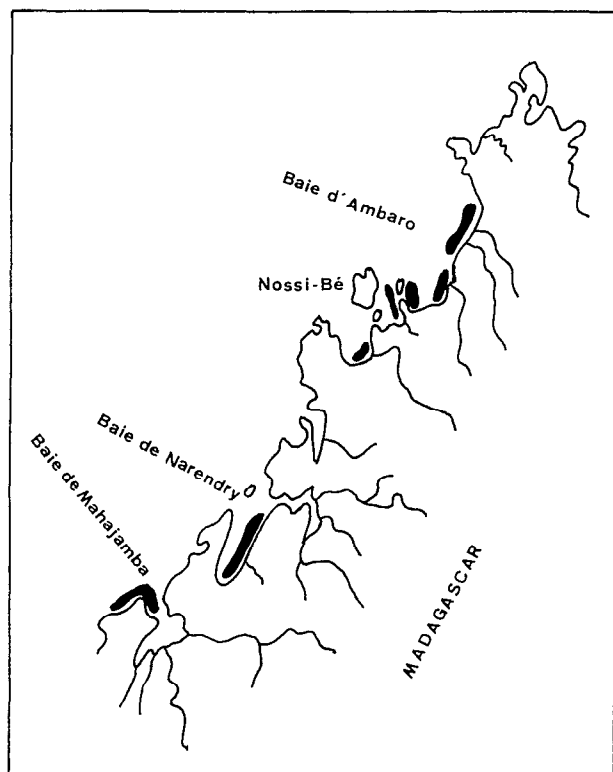 Baie d'Ambaro
Nossi-Bé
Baie de Narendry
Baie de Mahajamba
MADAGASCAR